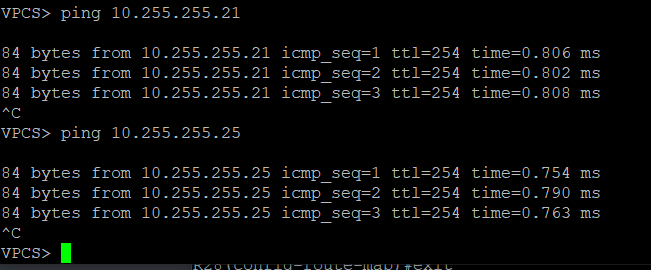 VPCS> ping 10.255.255.21
84 bytes from 10.255.255.21 icmp_seq=1 ttl=254 time=0.806 ms
84 bytes from 10.255.255.21 icmp_seq=2 ttl=254 time=0.802 ms
84 bytes from 10.255.255.21 icmp_seq=3 ttl=254 time=0.808 ms
^C
VPCS> ping 10.255.255.25
84 bytes from 10.255.255.25 icmp_seq=1 ttl=254 time=0.754 ms
84 bytes from 10.255.255.25 icmp_seq=2 ttl=254 time=0.790 ms
84 bytes from 10.255.255.25 icmp_seq=3 ttl=254 time=0.763 ms
^C
VPCS>
R28(config-route-map)#exit